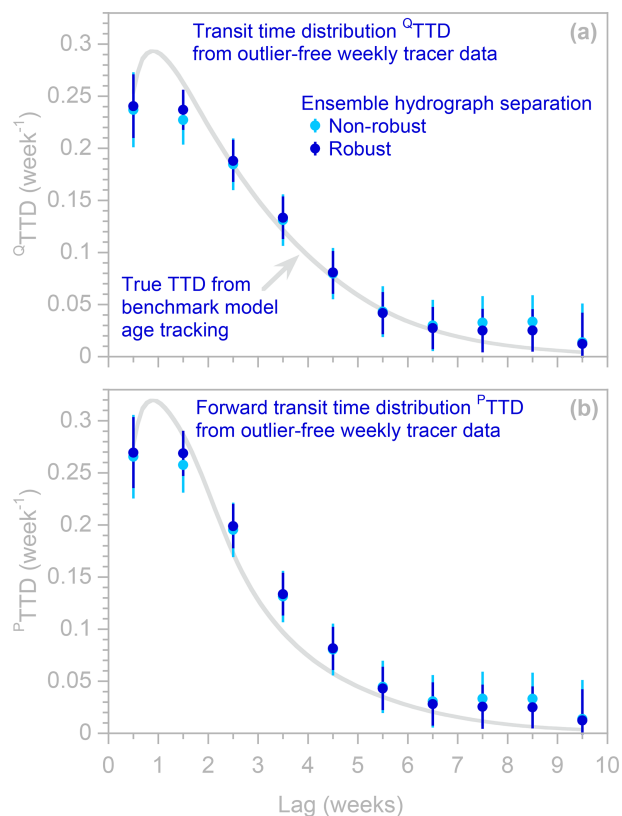 (a)
Transit time distribution QTTD
from outlier-free weekly tracer data
Ensemble hydrograph separation
Non-robust
Robust
True TTD from
benchmark model
age tracking
QTTD (week-1)
0.3
0.25
0.2
0.15
0.1
0.05
0
(b)
Forward transit time distribution PTTD
from outlier-free weekly tracer data
PTTD (week-1)
0.3
0.25
0.2
0.15
0.1
0.05
0
0 1 2 3 4 5 6 7 8 9 10
Lag (weeks)